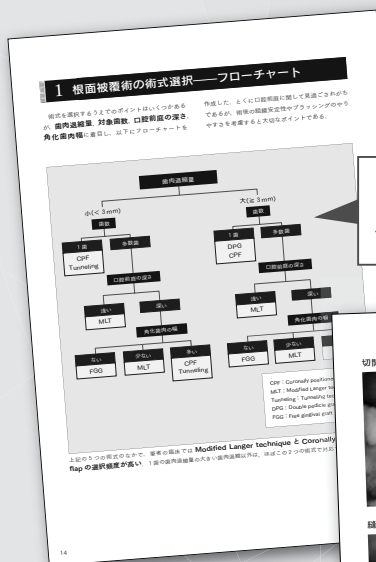 1 根面被覆術の術式選択――フローチャート
術式を選択するうえでのポイントはいくつかある
が，歯肉退縮量，対象歯数，口腔前庭の深さ，
角化歯肉幅に着目し，以下にフローチャートを
作成した．とくに口腔前庭に関して見過ごされがち
であるが，術後の組織安定性やブラッシングのやり
やすさを考慮すると大切なポイントである．
歯肉退縮量
小(< 3 mm)
大(≧ 3 mm)
歯数
歯数
1 歯
多数歯
1 歯
多数歯
CPF
Tunneling
DPG
CPF
口腔前庭の深さ
口腔前庭の深さ
浅い
深い
浅い
深い
MLT
MLT
角化歯肉の幅
角化歯肉の幅
ない
少ない
多い
ない
少ない
FGG
MLT
CPF
Tunneling
FGG
MLT
CPF：Coronally positione
MLT：Modified Langer te
Tunneling：Tunneling tec
DPG：Double pedicle gra
FGG：Free gingival graft
上記の 5 つの術式のなかで，筆者の臨床では Modified Langer technique と Coronally
flap の選択頻度が高い．1 歯の歯肉退縮量の大きい歯肉退縮以外は，ほぼこの 2 つの術式で対応
14
切開
縫